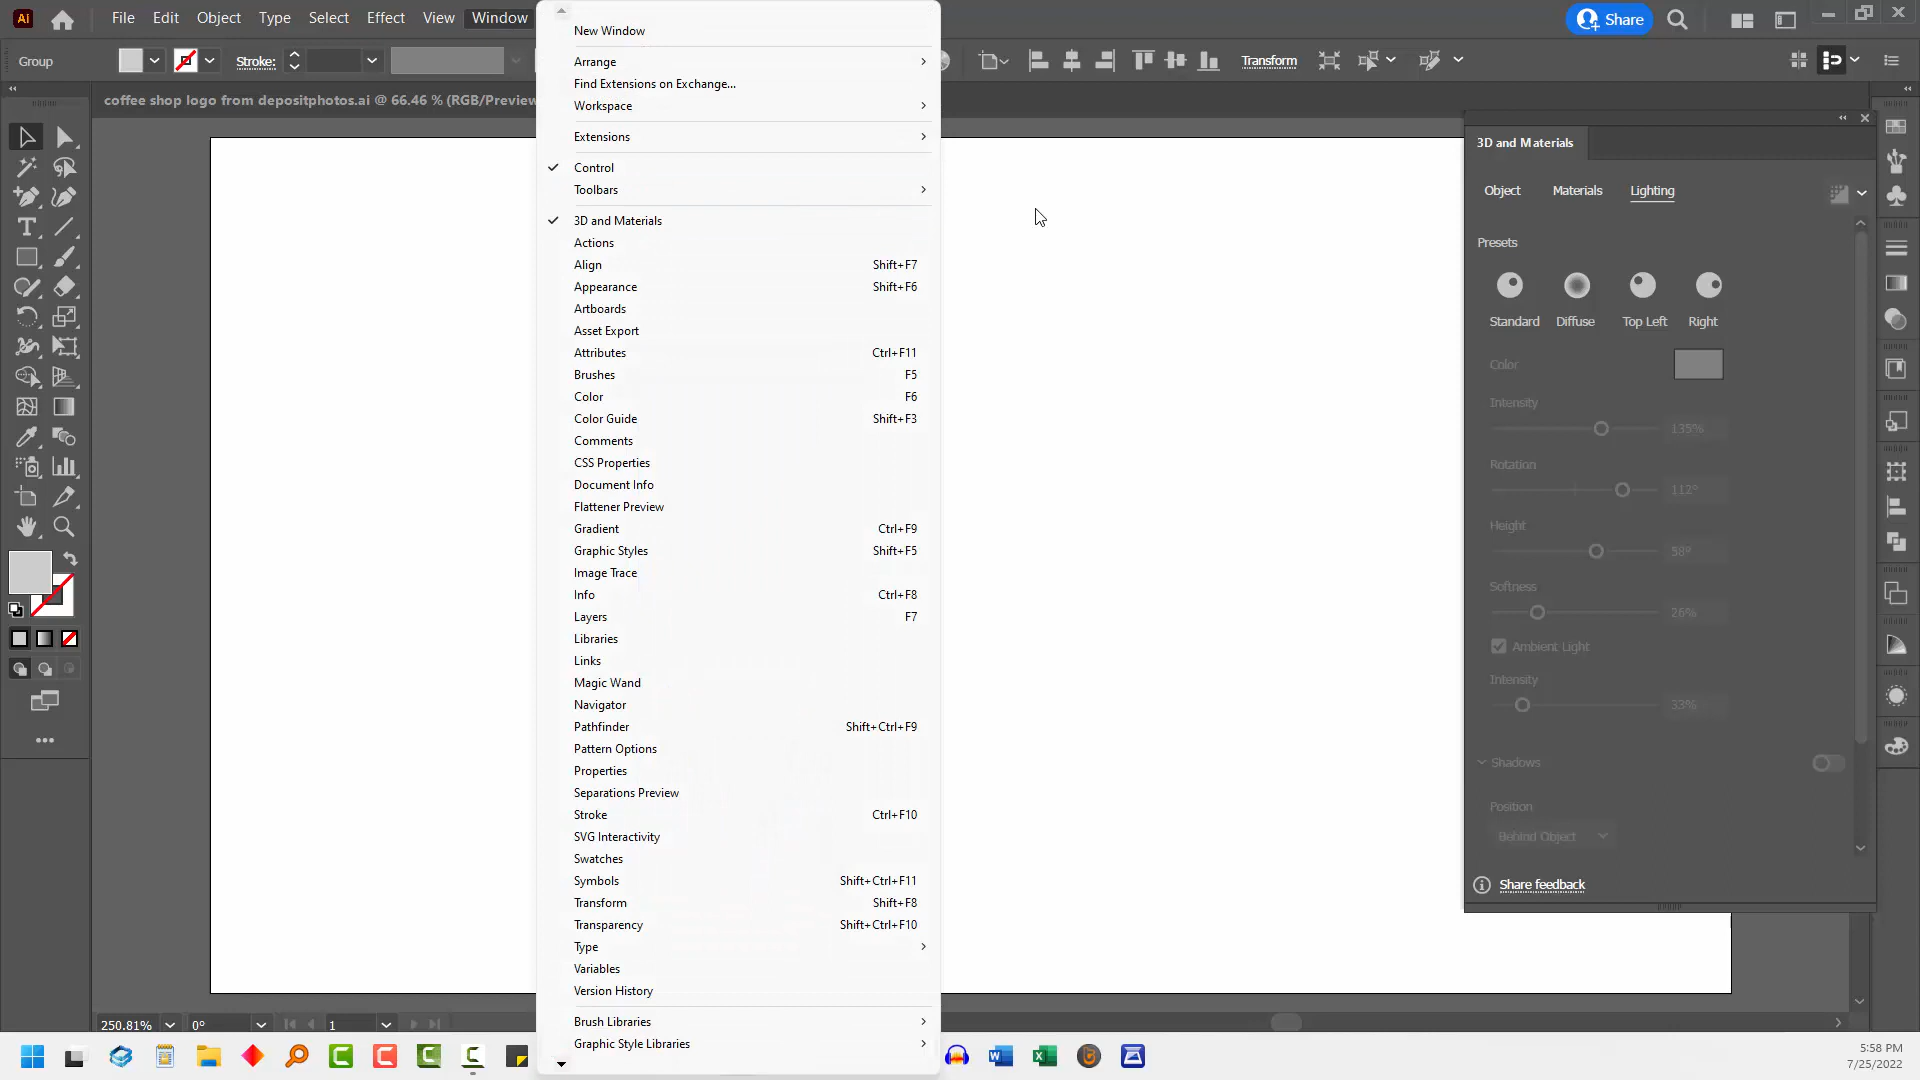 Ai File Edit Object Type Select Effect View Window Share
Group Stroke: Transform
coffee shop logo from depositphotos.ai @ 66.46 % (RGB/Preview
New Window
Arrange
Find Extensions on Exchange...
Workspace
Extensions
Control
Toolbars
3D and Materials
Actions
Align Shift+F7
Appearance Shift+F6
Artboards
Asset Export
Attributes Ctrl+F11
Brushes F5
Color F6
Color Guide Shift+F3
Comments
CSS Properties
Document Info
Flattener Preview
Gradient Ctrl+F9
Graphic Styles Shift+F5
Image Trace
Info Ctrl+F8
Layers F7
Libraries
Links
Magic Wand
Navigator
Pathfinder Shift+Ctrl+F9
Pattern Options
Properties
Separations Preview
Stroke Ctrl+F10
SVG Interactivity
Swatches
Symbols Shift+Ctrl+F11
Transform Shift+F8
Transparency Shift+Ctrl+F10
Type
Variables
Version History
Brush Libraries
Graphic Style Libraries
3D and Materials
Object Materials Lighting
Presets
Standard Diffuse Top Left Right
Color
Intensity
135%
Rotation
112°
Height
58°
Softness
26%
Ambient Light
Intensity
33%
Shadows
Position
Behind Object
Share feedback
250.81% 0° 1
5:58 PM
7/25/2022